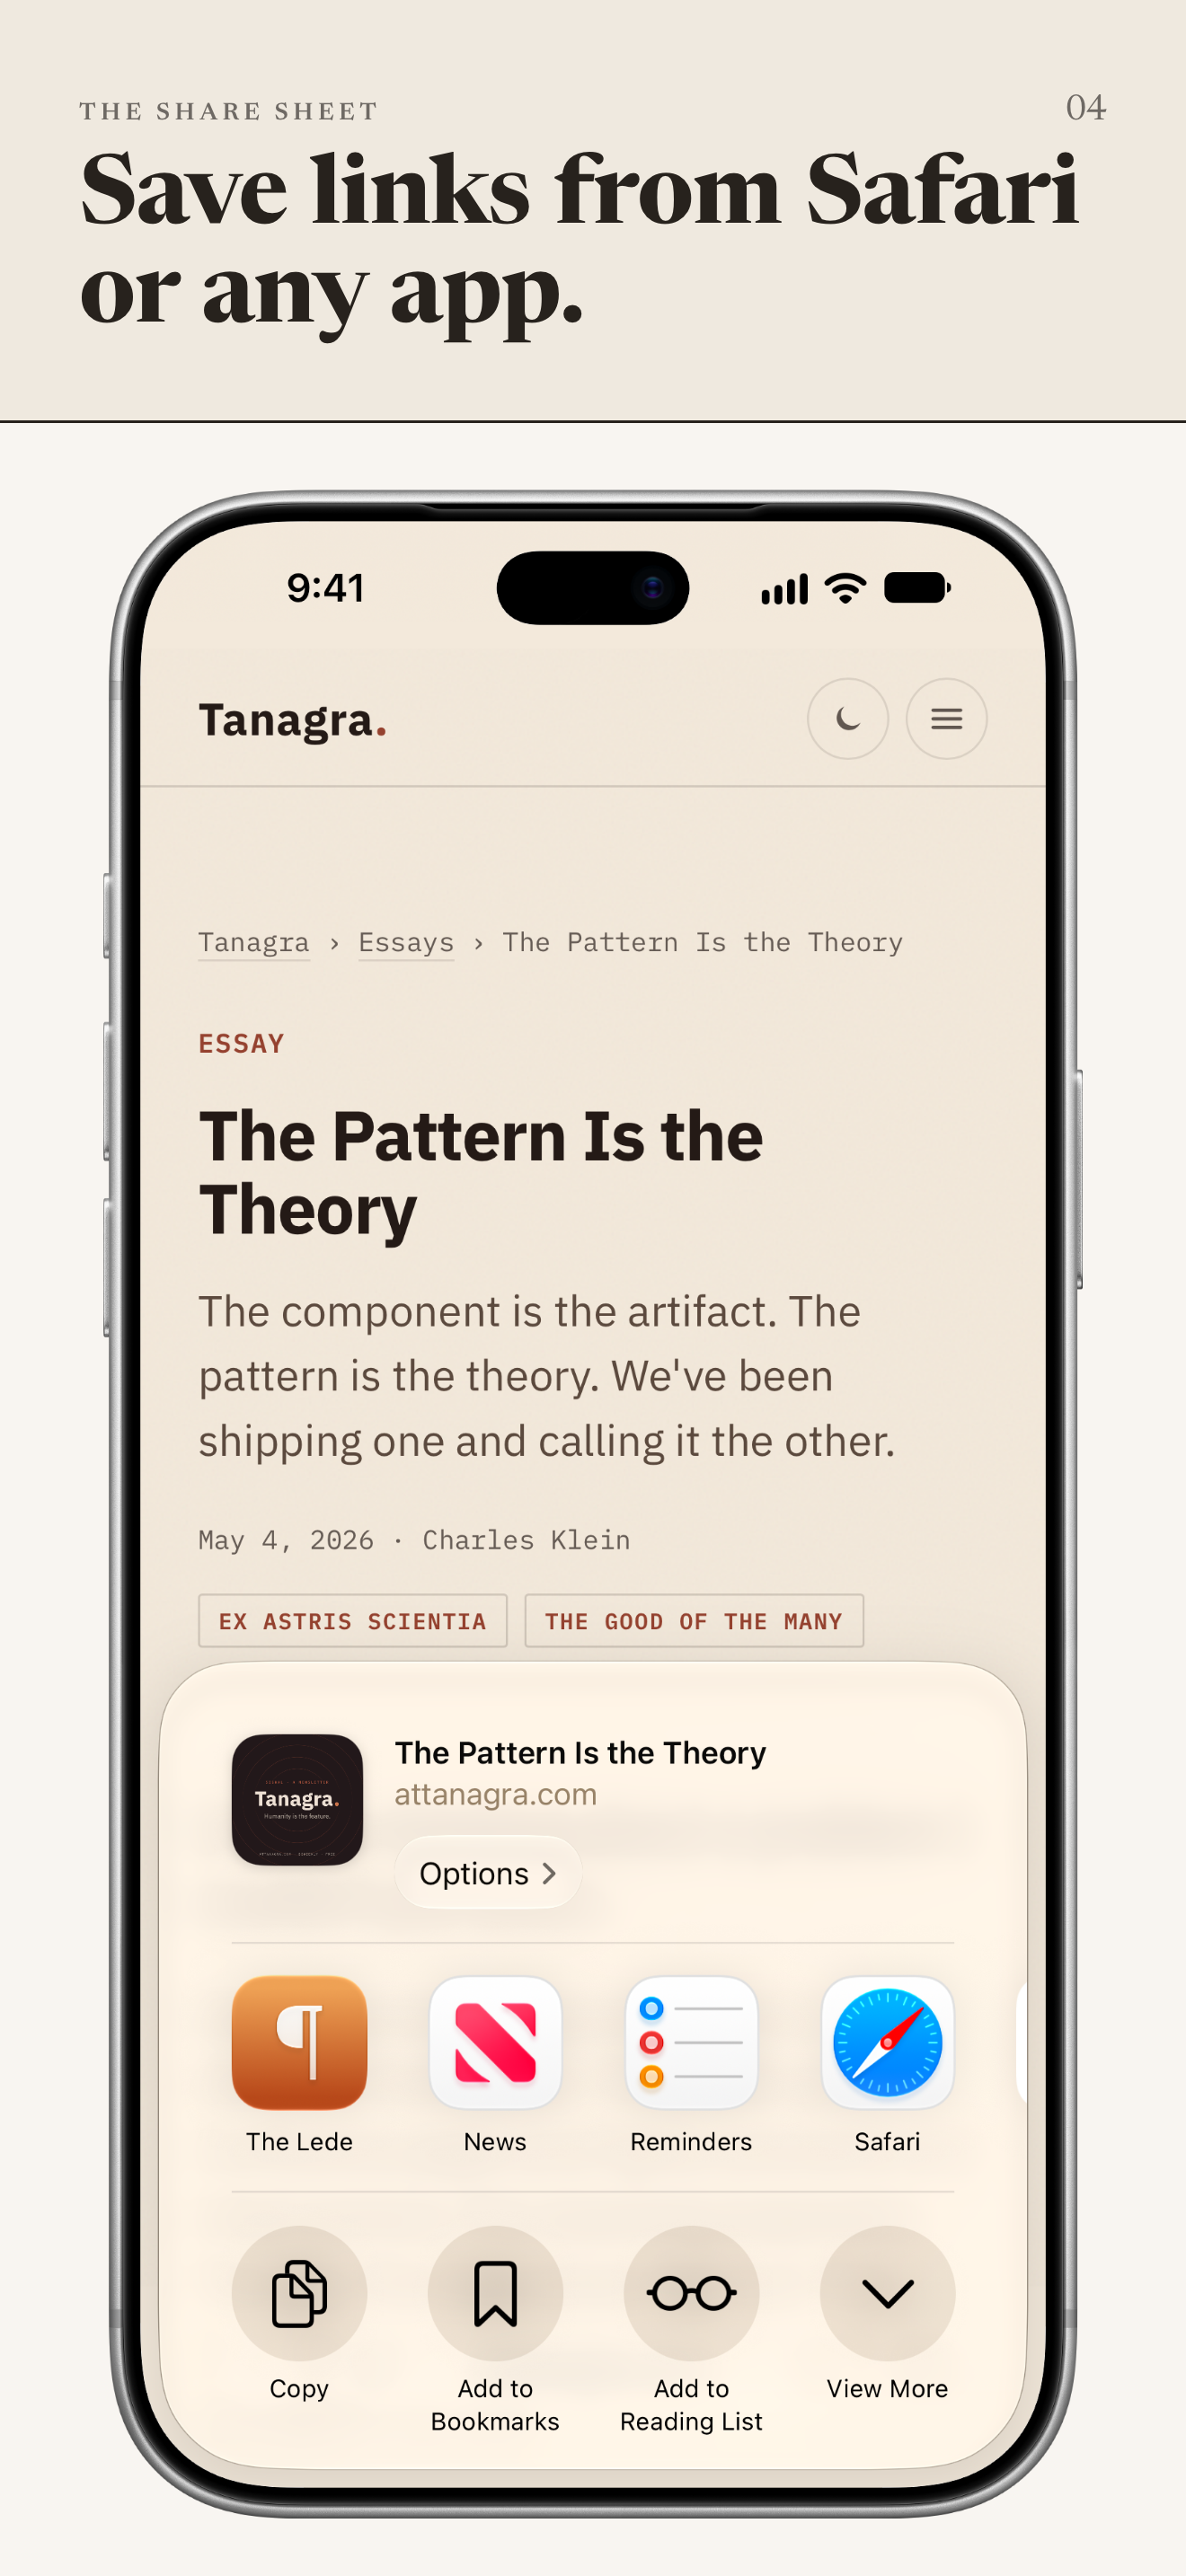 THE SHARE SHEET
04
Save links from Safari
or any app.
9:41
Tanagra.
Tanagra › Essays › The Pattern Is the Theory
ESSAY
The Pattern Is the
Theory
The component is the artifact. The
pattern is the theory. We've been
shipping one and calling it the other.
May 4, 2026 · Charles Klein
EX ASTRIS SCIENTIA
THE GOOD OF THE MANY
The Pattern Is the Theory
attanagra.com
Tanagra.
Humanity is the feature.
Options
The Lede
News
Reminders
Safari
Copy
Add to
Bookmarks
Add to
Reading List
View More